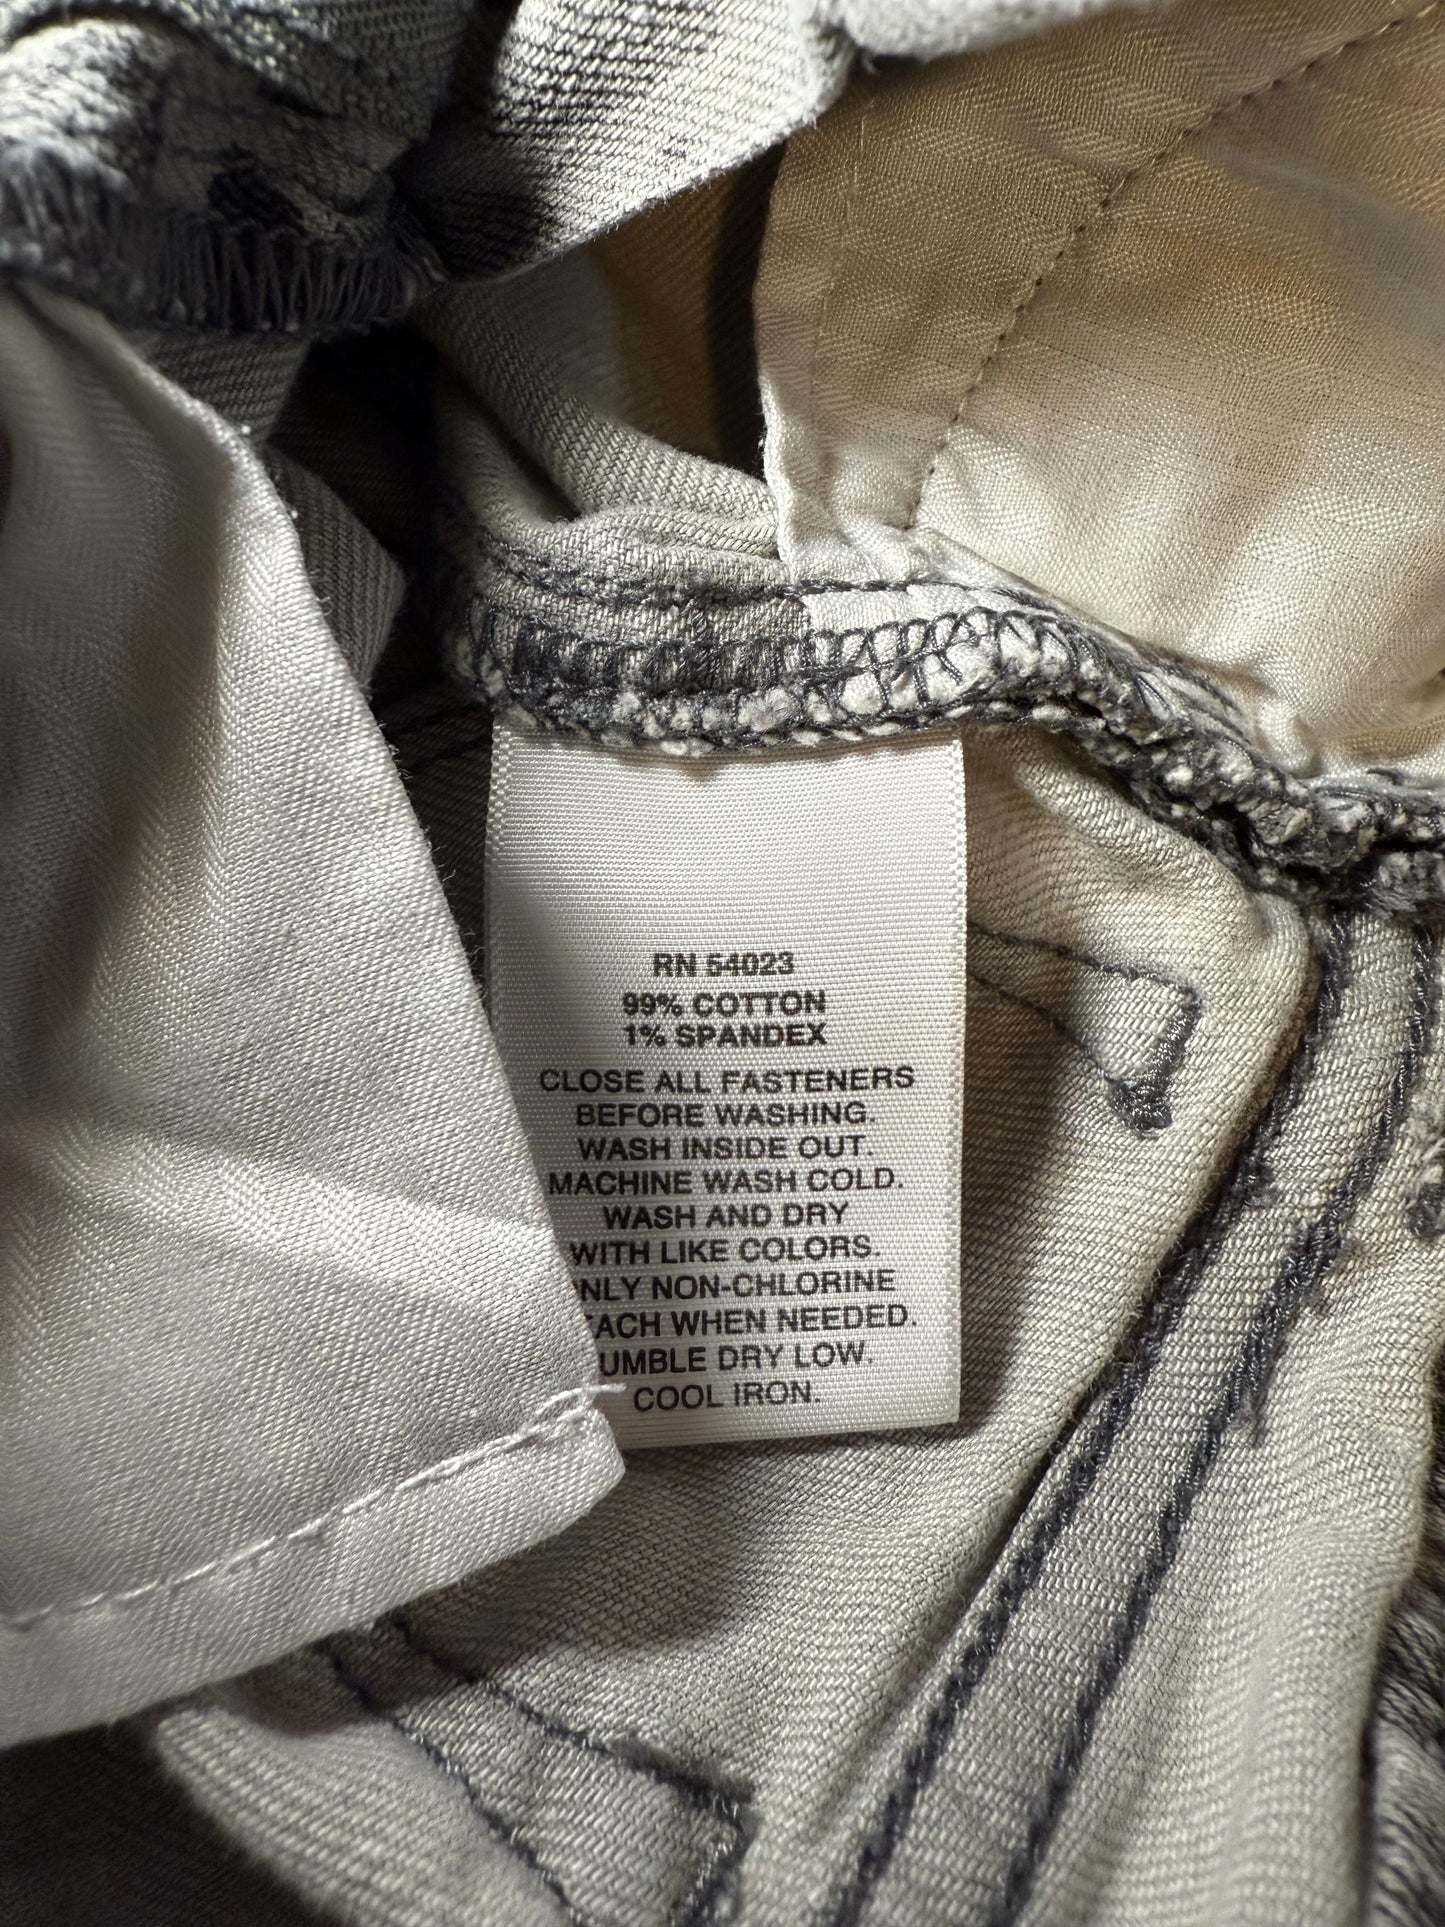 RN 54023
99% COTTON
1% SPANDEX
CLOSE ALL FASTENERS
BEFORE WASHING.
WASH INSIDE OUT.
MACHINE WASH COLD.
WASH AND DRY
WITH LIKE COLORS.
NLY NON-CHLORINE
EACH WHEN NEEDED.
UMBLE DRY LOW.
COOL IRON.